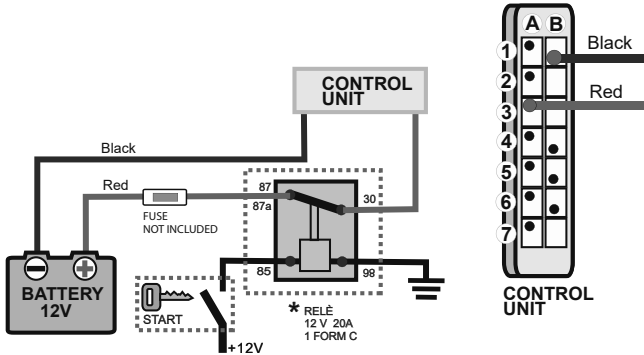 CONTROL
UNIT
Black
Red
FUSE
NOT INCLUDED
87
87a
30
85
98
BATTERY
12V
START
+12V
* RELÈ
12 V 20A
1 FORM C
A B
1
2
3
4
5
6
7
Black
Red
CONTROL
UNIT